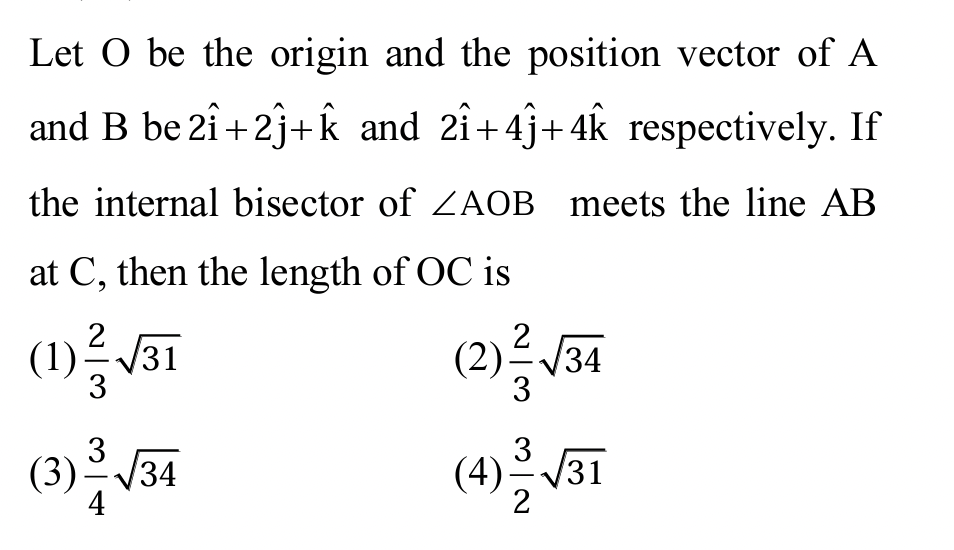 Let O be the origin and the position vector of A
and B be 2î+2ĵ+k̂ and 2î+4ĵ+4k̂ respectively. If
the internal bisector of ∠AOB meets the line AB
at C, then the length of OC is
(1) 2/3 √31 (2) 2/3 √34
(3) 3/4 √34 (4) 3/2 √31